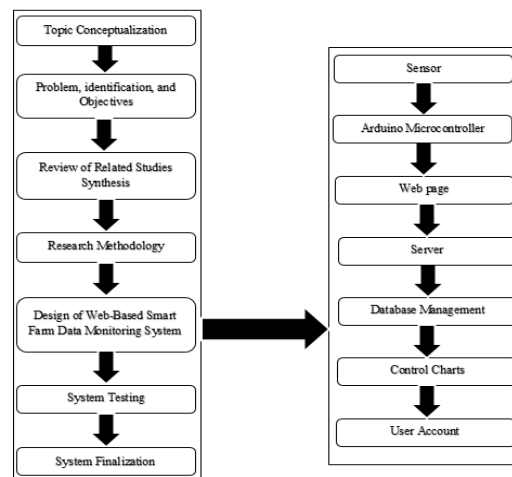 Topic Conceptualization
Problem, identification, and
Objectives
Review of Related Studies
Synthesis
Research Methodology
Design of Web-Based Smart
Farm Data Monitoring System
System Testing
System Finalization
Sensor
Arduino Microcontroller
Web page
Server
Database Management
Control Charts
User Account